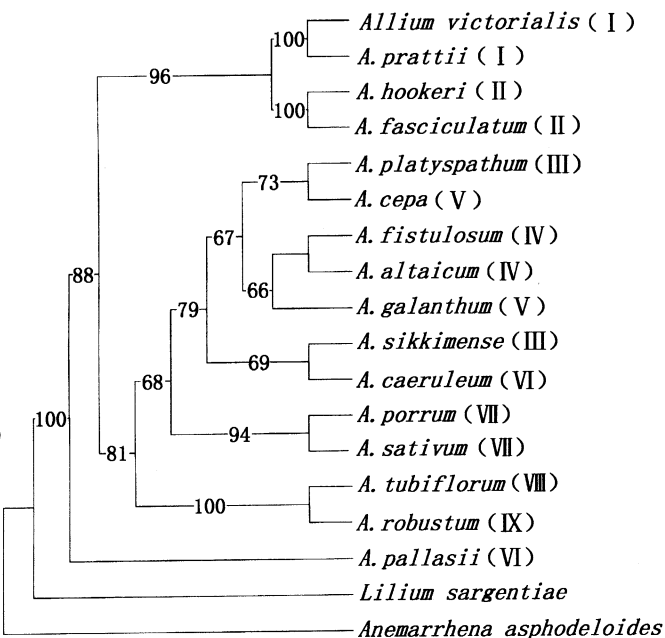 100
Allium victorialis (Ⅰ)
A. prattii (Ⅰ)
96
100
A. hookeri (Ⅱ)
A. fasciculatum (Ⅱ)
73
A. platyspathum (Ⅲ)
A. cepa (Ⅴ)
67
A. fistulosum (Ⅳ)
A. altaicum (Ⅳ)
88
66
A. galanthum (Ⅴ)
79
A. sikkimense (Ⅲ)
69
68
A. caeruleum (Ⅵ)
100
A. porrum (Ⅶ)
94
81
A. sativum (Ⅶ)
A. tubiflorum (Ⅷ)
100
A. robustum (Ⅸ)
A. pallasii (Ⅵ)
Lilium sargentiae
Anemarrhena asphodeloides